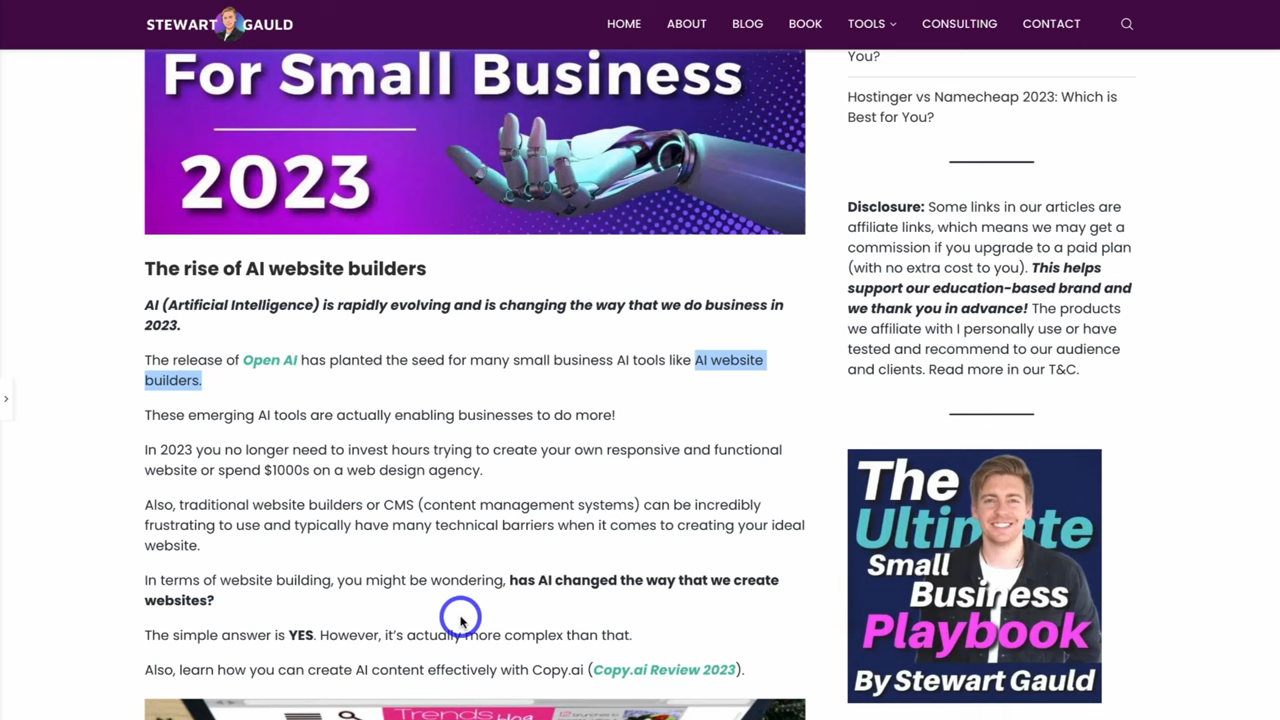 STEWART GAULD
HOME ABOUT BLOG BOOK TOOLS CONSULTING CONTACT
For Small Business
2023
The rise of AI website builders
AI (Artificial Intelligence) is rapidly evolving and is changing the way that we do business in
2023.
The release of Open AI has planted the seed for many small business AI tools like AI website
builders.
These emerging AI tools are actually enabling businesses to do more!
In 2023 you no longer need to invest hours trying to create your own responsive and functional
website or spend $1000s on a web design agency.
Also, traditional website builders or CMS (content management systems) can be incredibly
frustrating to use and typically have many technical barriers when it comes to creating your ideal
website.
In terms of website building, you might be wondering, has AI changed the way that we create
websites?
The simple answer is YES. However, it's actually more complex than that.
Also, learn how you can create AI content effectively with Copy.ai (Copy.ai Review 2023).
Trends blog
You?
Hostinger vs Namecheap 2023: Which is
Best for You?
Disclosure: Some links in our articles are
affiliate links, which means we may get a
commission if you upgrade to a paid plan
(with no extra cost to you). This helps
support our education-based brand and
we thank you in advance! The products
we affiliate with I personally use or have
tested and recommend to our audience
and clients. Read more in our T&C.
The
Ultimate
Small
Business
Playbook
By Stewart Gauld